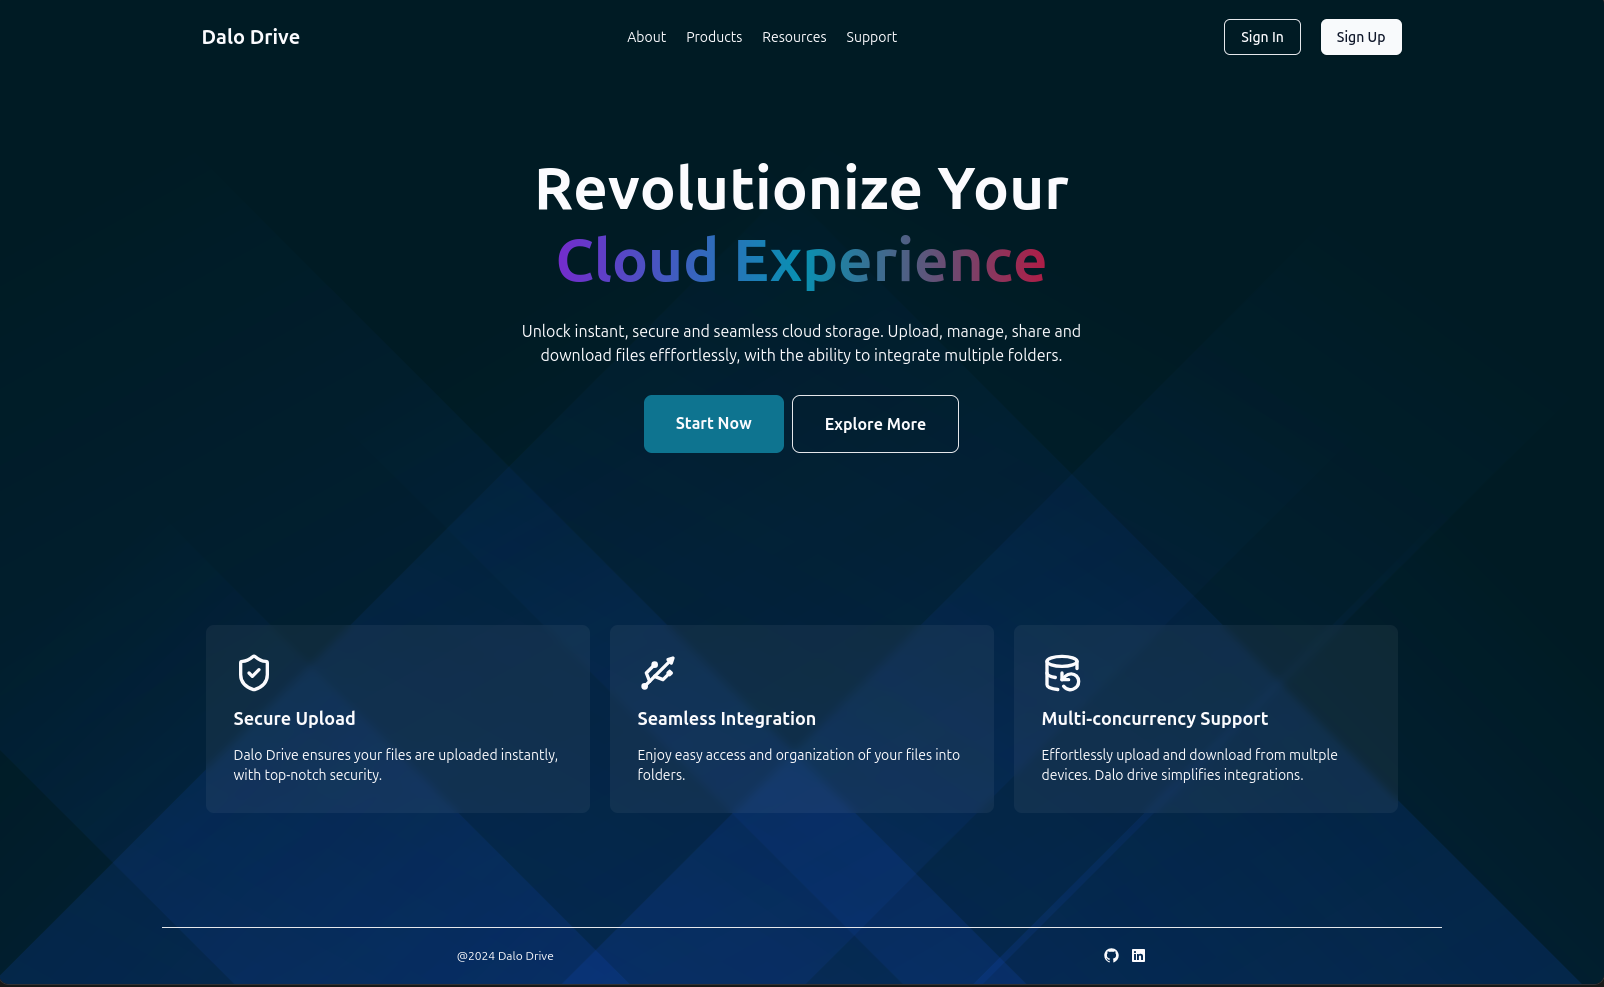 Dalo Drive
About
Products
Resources
Support
Sign In
Sign Up
Revolutionize Your
Cloud Experience
Unlock instant, secure and seamless cloud storage. Upload, manage, share and
download files efffortlessly, with the ability to integrate multiple folders.
Start Now
Explore More
Secure Upload
Dalo Drive ensures your files are uploaded instantly,
with top-notch security.
Seamless Integration
Enjoy easy access and organization of your files into
folders.
Multi-concurrency Support
Effortlessly upload and download from multple
devices. Dalo drive simplifies integrations.
@2024 Dalo Drive
in